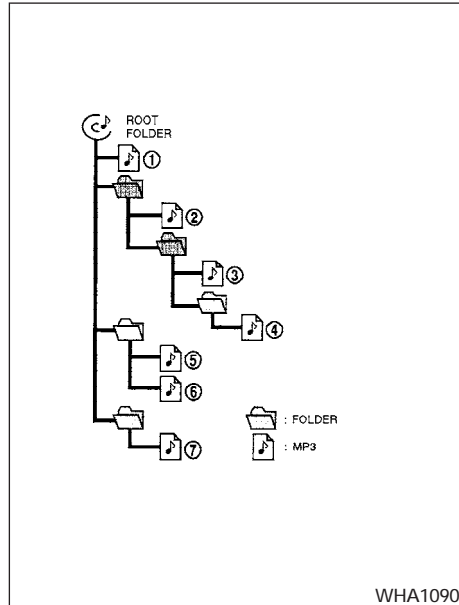 ROOT
FOLDER
①
②
③
④
⑤
⑥
⑦
: FOLDER
: MP3
WHA1090